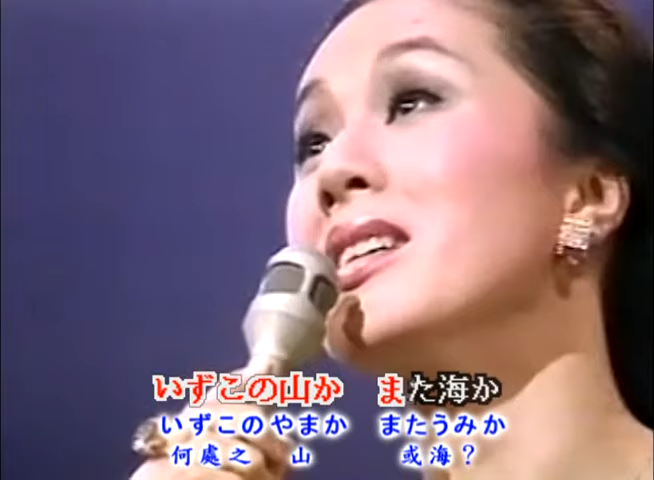 いずこの山か　また海か
いずこのやまか　またうみか
何處之　山　　或海？